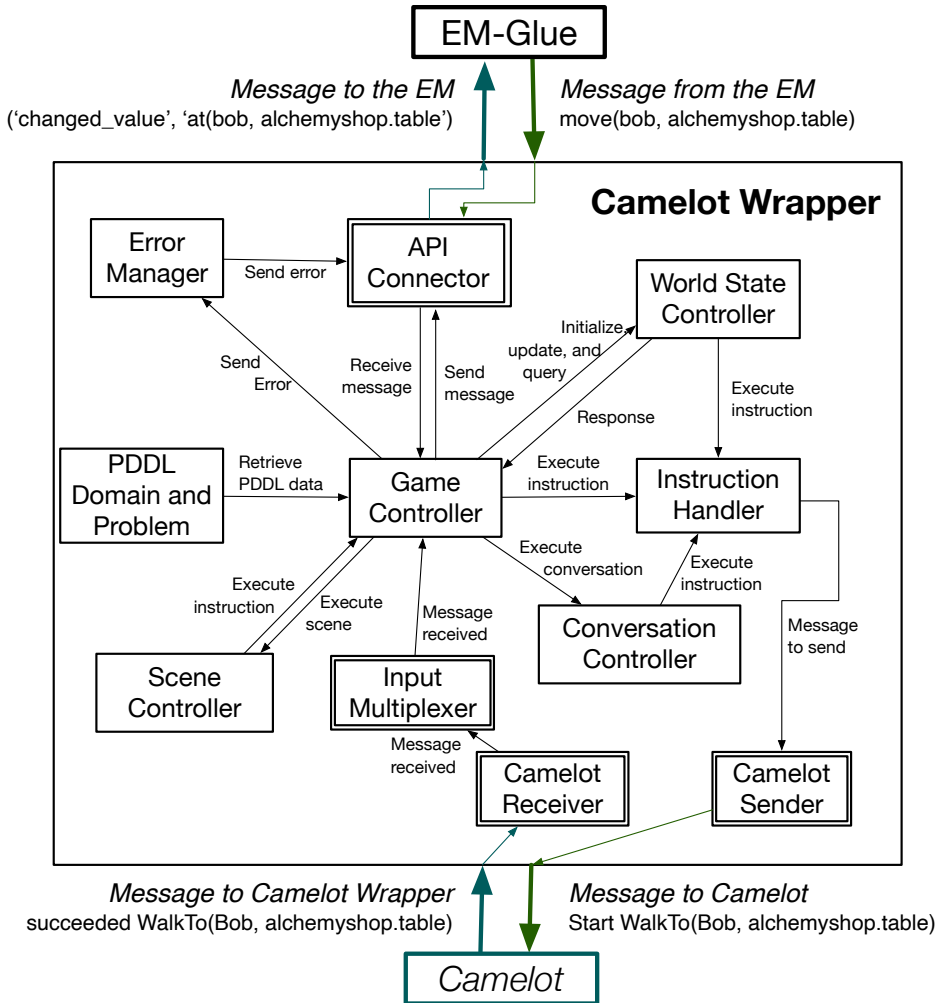 EM-Glue
Message to the EM
('changed_value', 'at(bob, alchemyshop.table')
Message from the EM
move(bob, alchemyshop.table)
Camelot Wrapper
Error
Manager
Send error
API
Connector
World State
Controller
Initialize,
update, and
query
Send
Error
Receive
message
Send
message
Response
Execute
instruction
PDDL
Domain and
Problem
Retrieve
PDDL data
Game
Controller
Execute
instruction
Instruction
Handler
Execute
instruction
Execute
scene
Message
received
Execute
conversation
Execute
instruction
Message
to send
Scene
Controller
Input
Multiplexer
Conversation
Controller
Message
received
Camelot
Receiver
Camelot
Sender
Message to Camelot Wrapper
succeeded WalkTo(Bob, alchemyshop.table)
Message to Camelot
Start WalkTo(Bob, alchemyshop.table)
Camelot